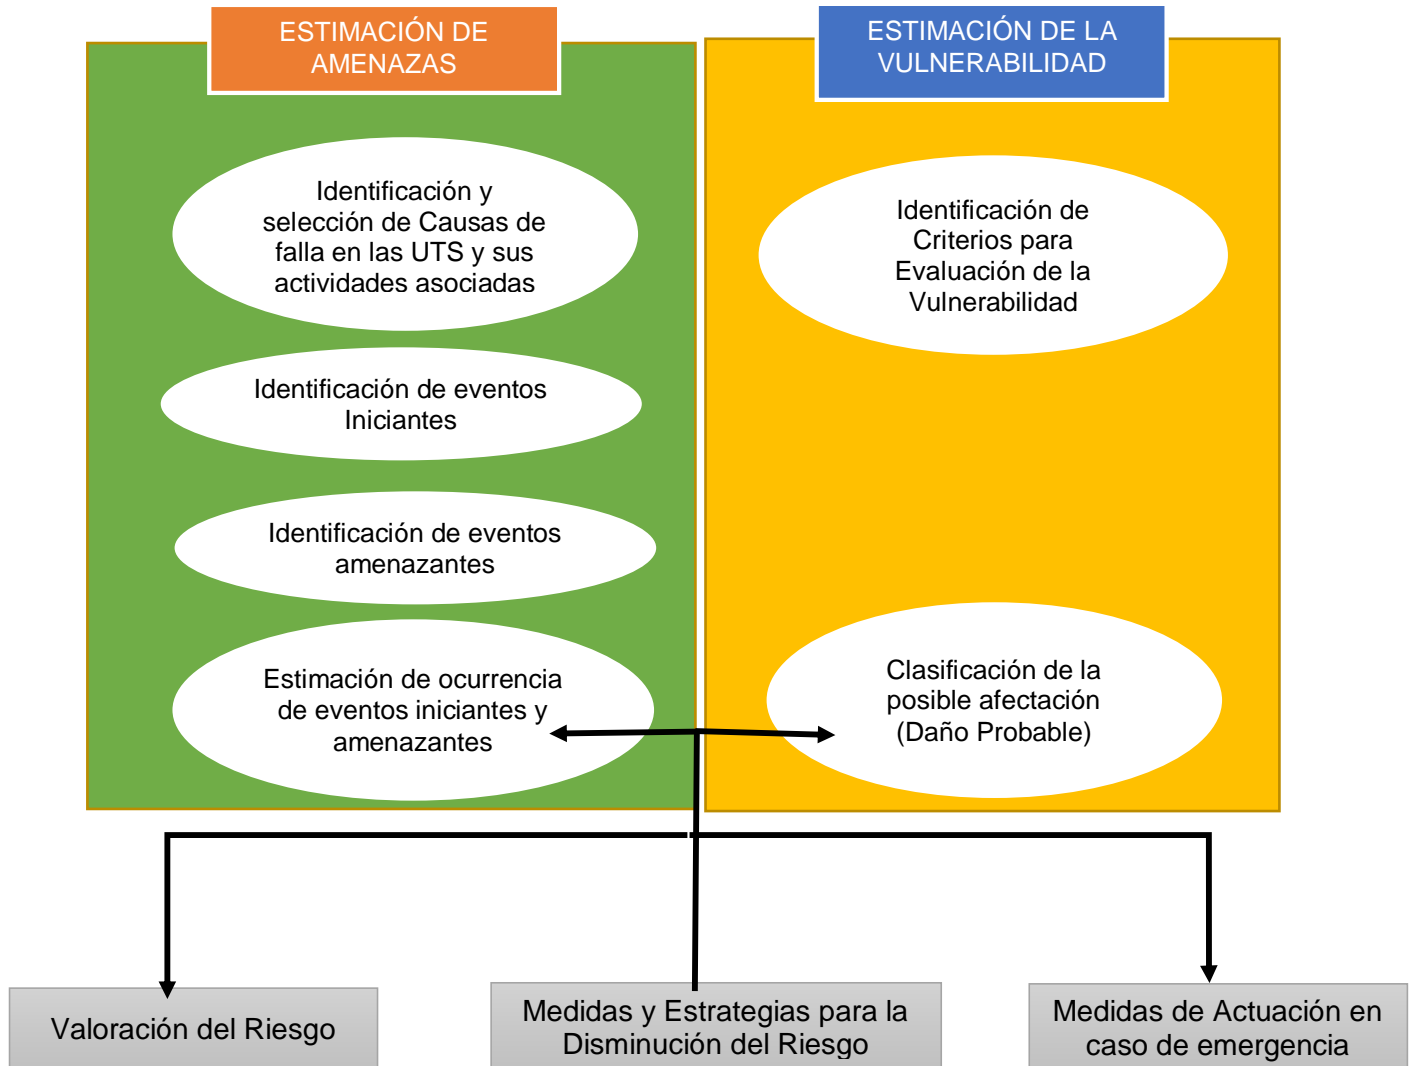 ESTIMACIÓN DE
AMENAZAS
ESTIMACIÓN DE LA
VULNERABILIDAD
Identificación y
selección de Causas de
falla en las UTS y sus
actividades asociadas
Identificación de eventos
Iniciantes
Identificación de eventos
amenazantes
Estimación de ocurrencia
de eventos iniciantes y
amenazantes
Identificación de
Criterios para
Evaluación de la
Vulnerabilidad
Clasificación de la
posible afectación
(Daño Probable)
Valoración del Riesgo
Medidas y Estrategias para la
Disminución del Riesgo
Medidas de Actuación en
caso de emergencia